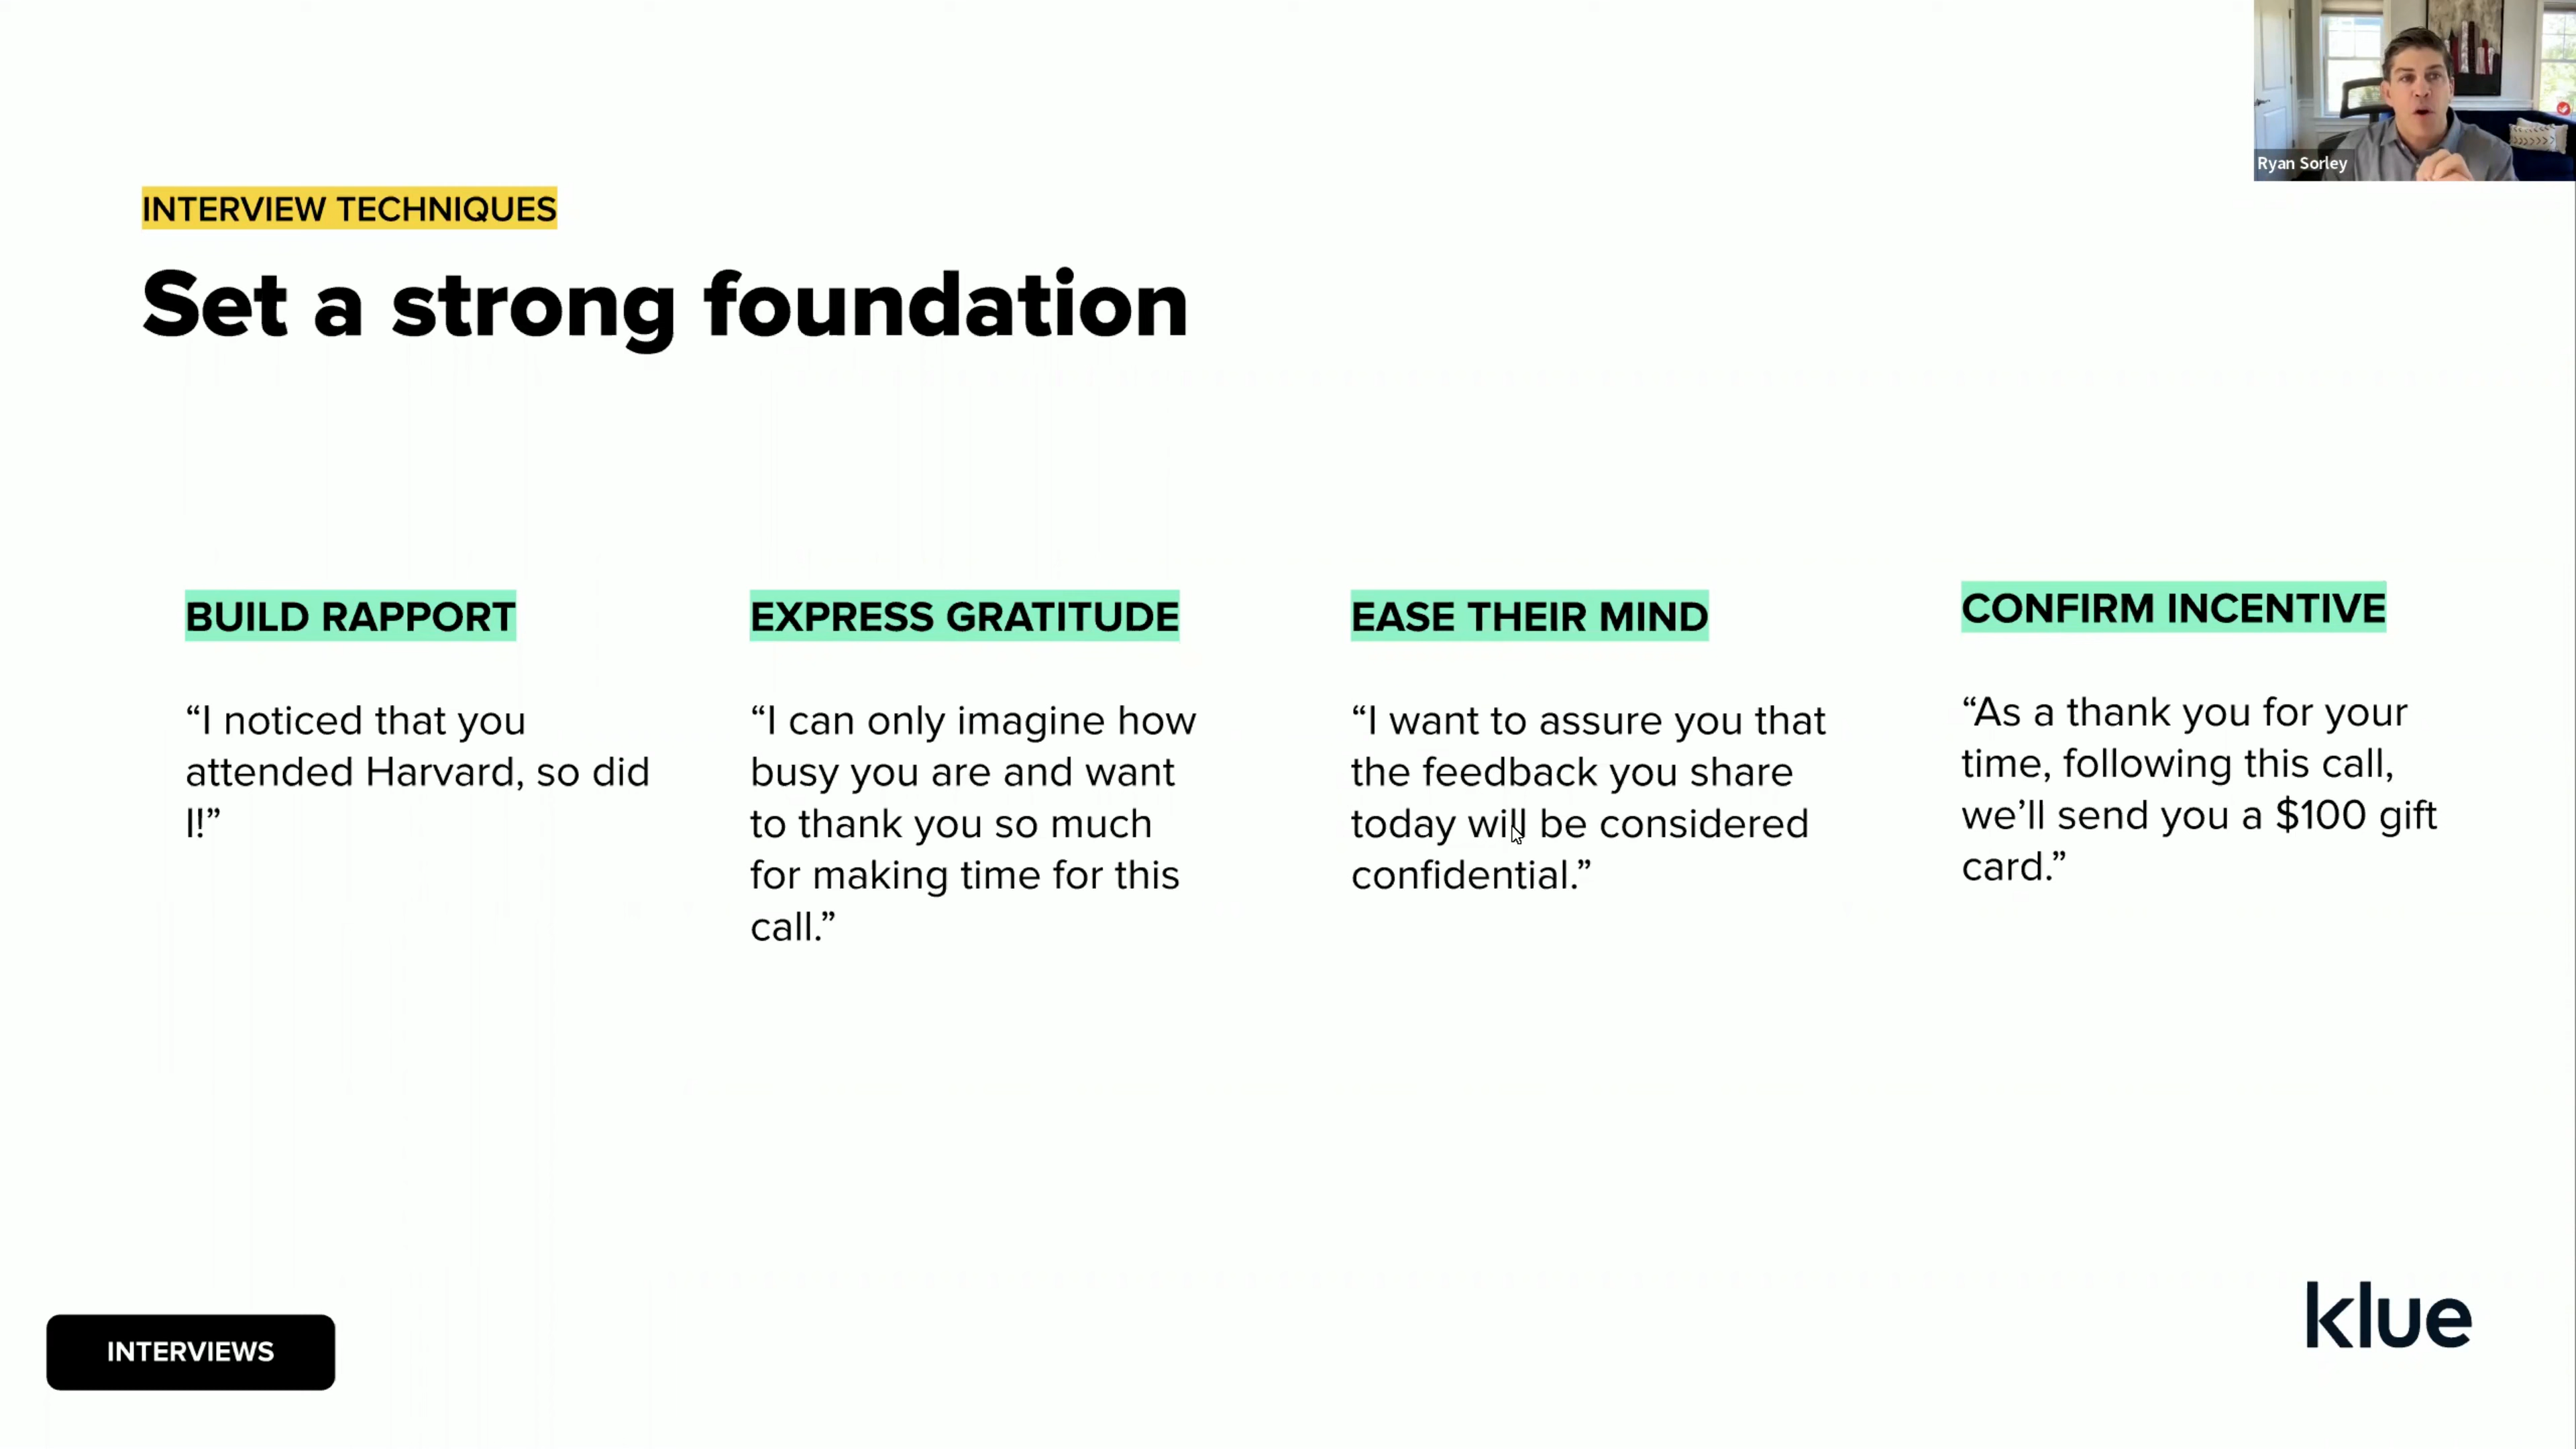 Ryan Sorley
INTERVIEW TECHNIQUES
Set a strong foundation
BUILD RAPPORT
“I noticed that you
attended Harvard, so did
I!”
EXPRESS GRATITUDE
“I can only imagine how
busy you are and want
to thank you so much
for making time for this
call.”
EASE THEIR MIND
“I want to assure you that
the feedback you share
today will be considered
confidential.”
CONFIRM INCENTIVE
“As a thank you for your
time, following this call,
we’ll send you a $100 gift
card.”
INTERVIEWS
klue